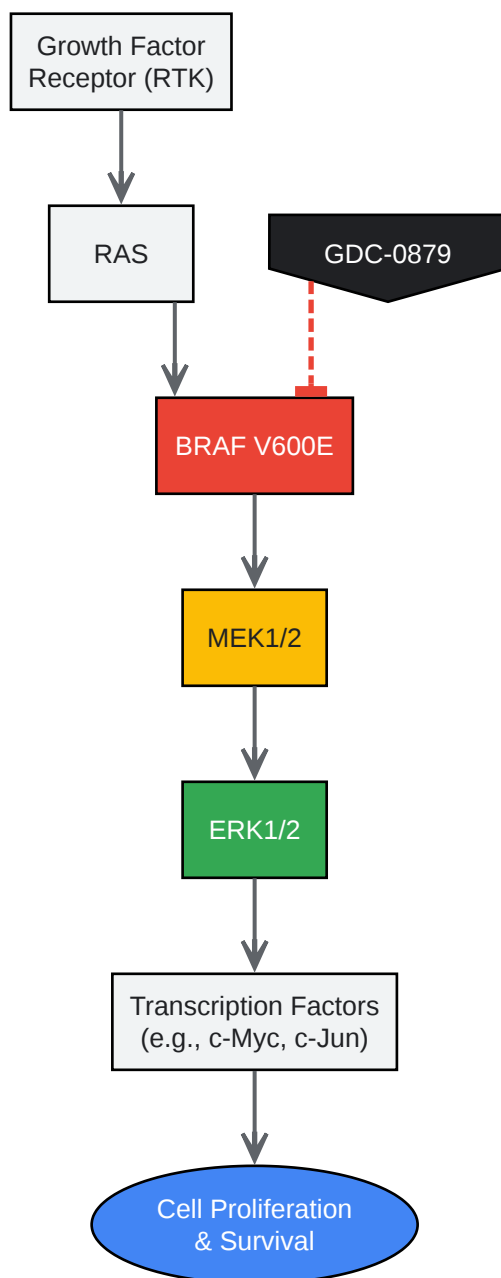 Growth Factor
Receptor (RTK)
RAS
GDC-0879
BRAF V600E
MEK1/2
ERK1/2
Transcription Factors
(e.g., c-Myc, c-Jun)
Cell Proliferation
& Survival